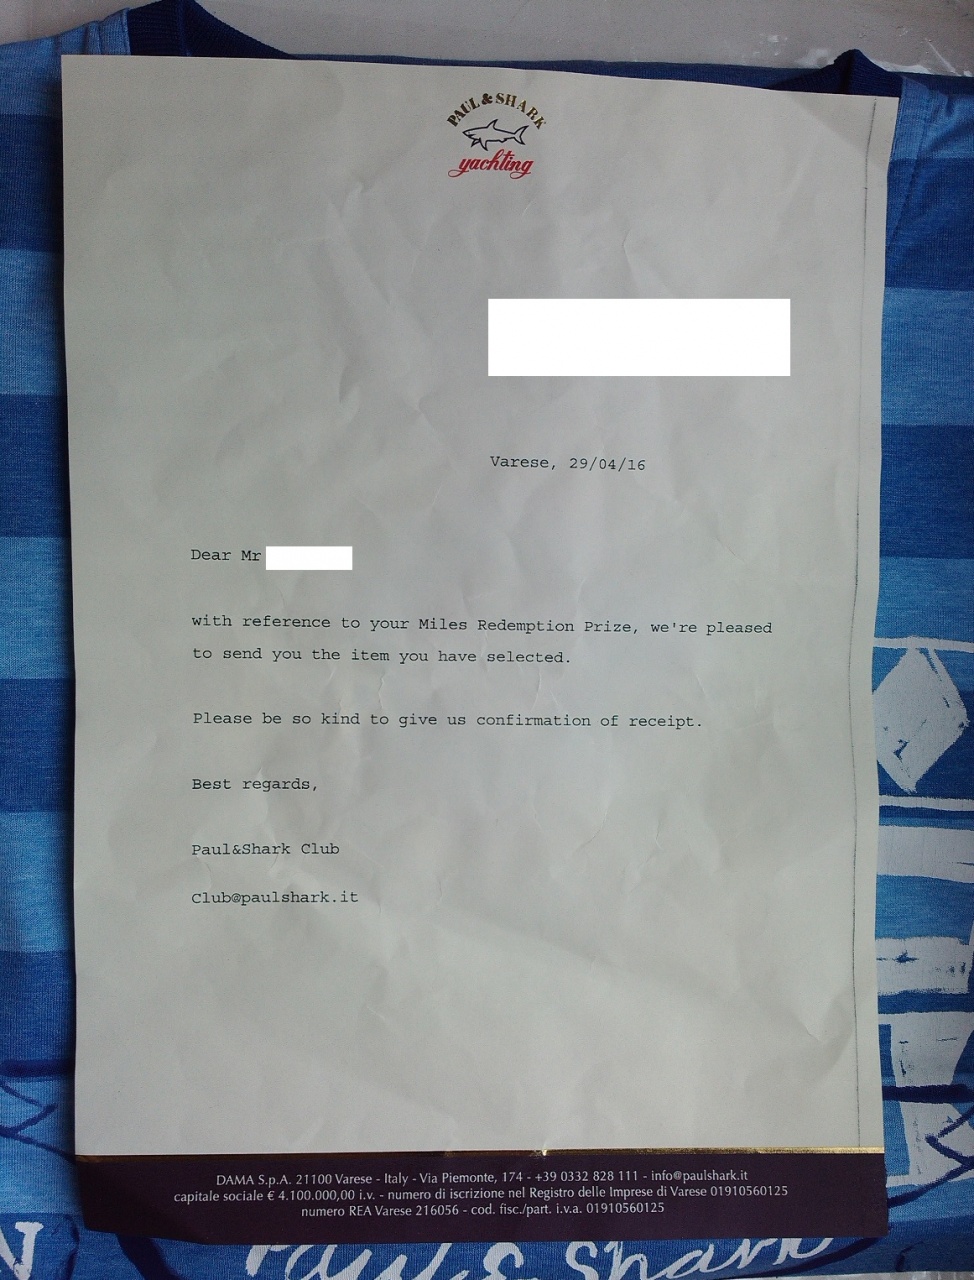 PAUL & SHARK
yachting
Varese, 29/04/16
Dear Mr
with reference to your Miles Redemption Prize, we're pleased
to send you the item you have selected.
Please be so kind to give us confirmation of receipt.
Best regards,
Paul&Shark Club
Club@paulshark.it
DAMA S.p.A. 21100 Varese - Italy - Via Piemonte, 174 - +39 0332 828 111 - info@paulshark.it
capitale sociale € 4.100.000,00 i.v. - numero di iscrizione nel Registro delle Imprese di Varese 01910560125
numero REA Varese 216056 - cod. fisc./part. i.v.a. 01910560125
Paul & Shark